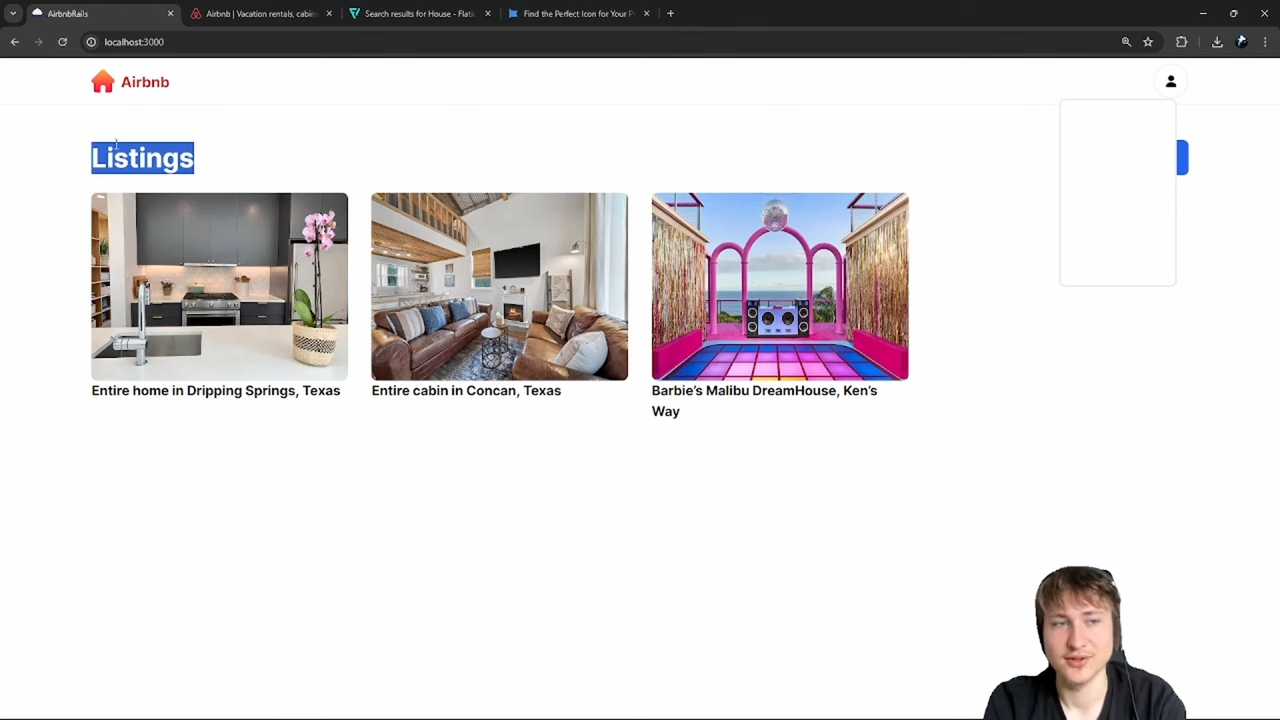 AirbnbRails
Airbnb | Vacation rentals, cabin
Search results for House - Flati
Find the Perfect Icon for Your P
localhost:3000
Airbnb
Listings
Entire home in Dripping Springs, Texas
Entire cabin in Concan, Texas
Barbie’s Malibu DreamHouse, Ken’s
Way